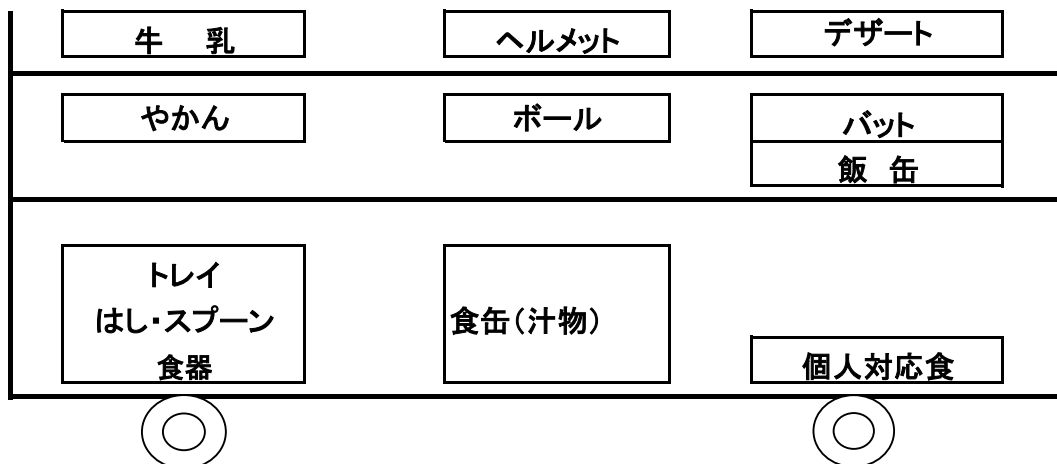 牛 乳
ヘルメット
デザート
やかん
ボール
バット
飯 缶
トレイ
はし・スプーン
食器
食缶(汁物)
個人対応食